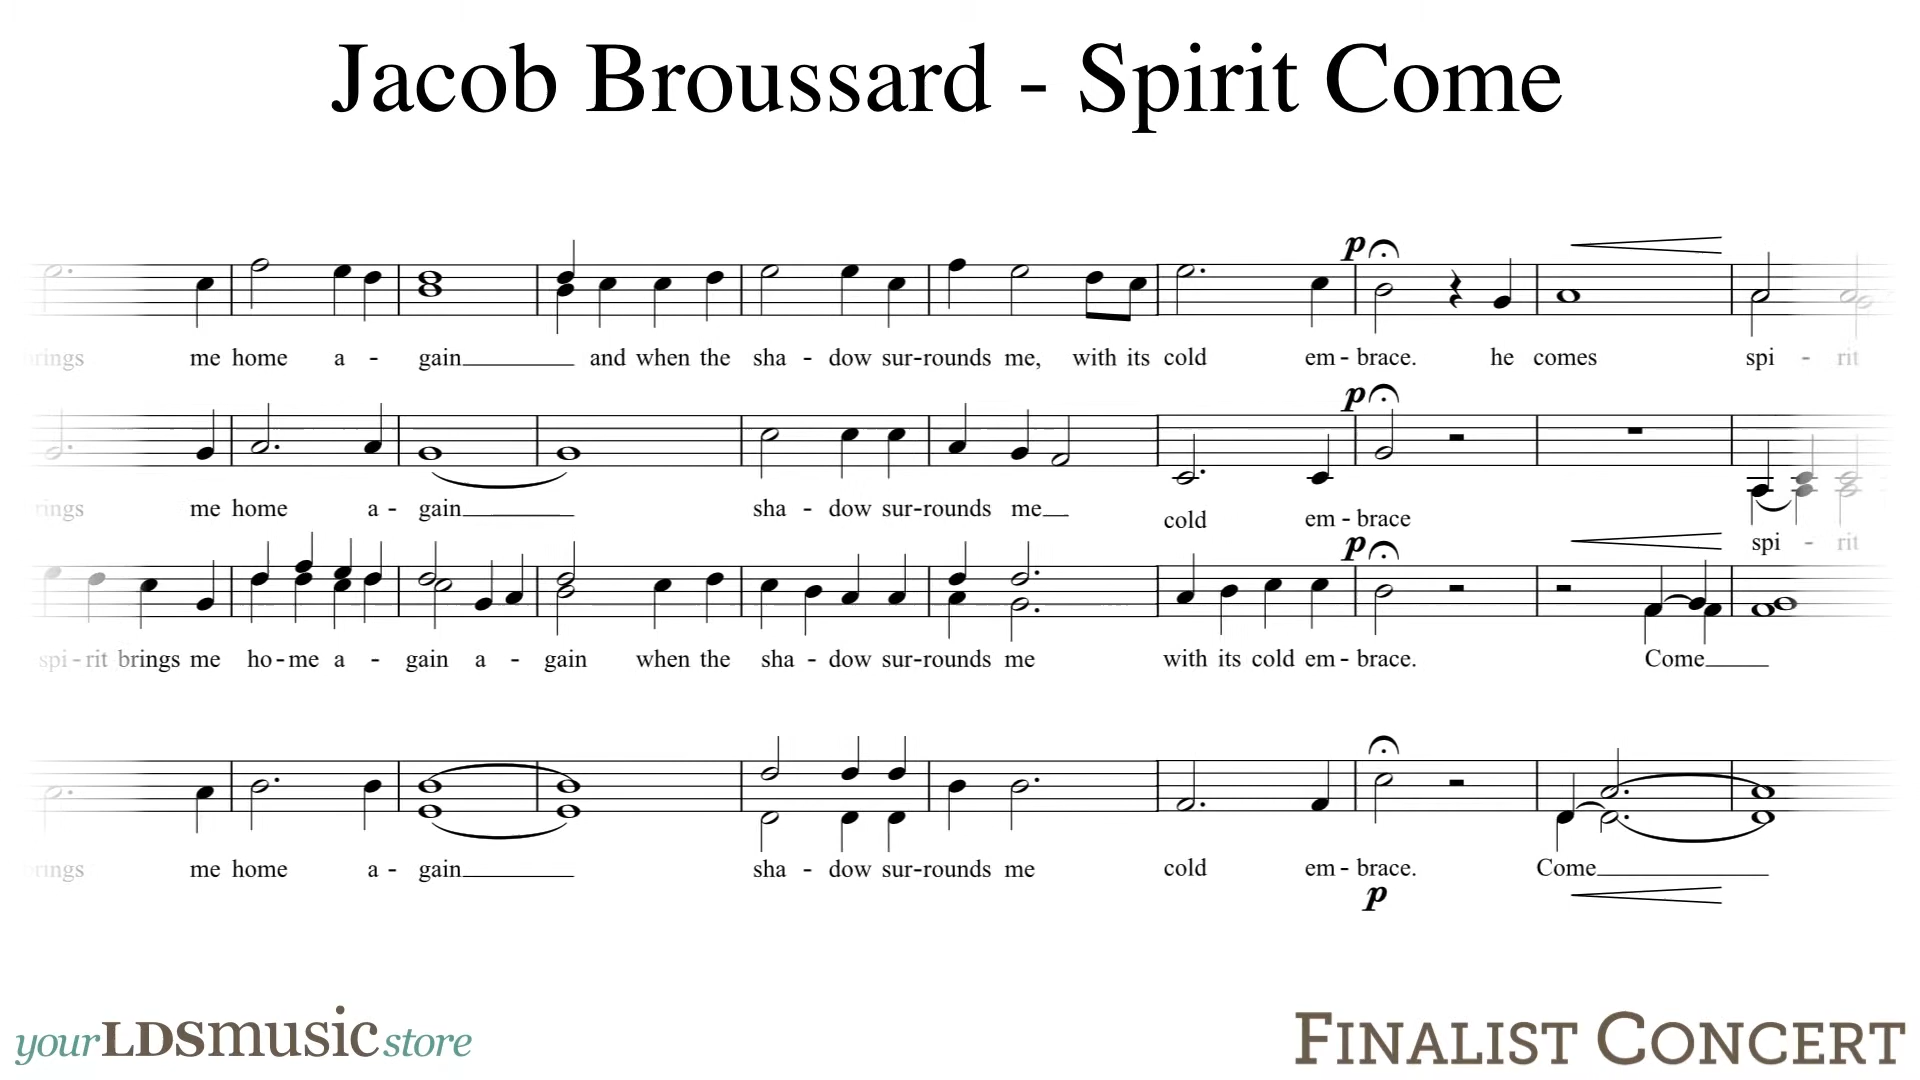 Jacob Broussard - Spirit Come
p
brings me home a - gain and when the sha - dow sur-rounds me, with its cold em - brace. he comes spi - rit
p
brings me home a - gain sha - dow sur-rounds me cold em - brace spi - rit
p
spi - rit brings me ho - me a - gain a - gain when the sha - dow sur-rounds me with its cold em - brace. Come
brings me home a - gain sha - dow sur-rounds me cold em - brace. Come
p
yourLDSmusicstore
FINALIST CONCERT